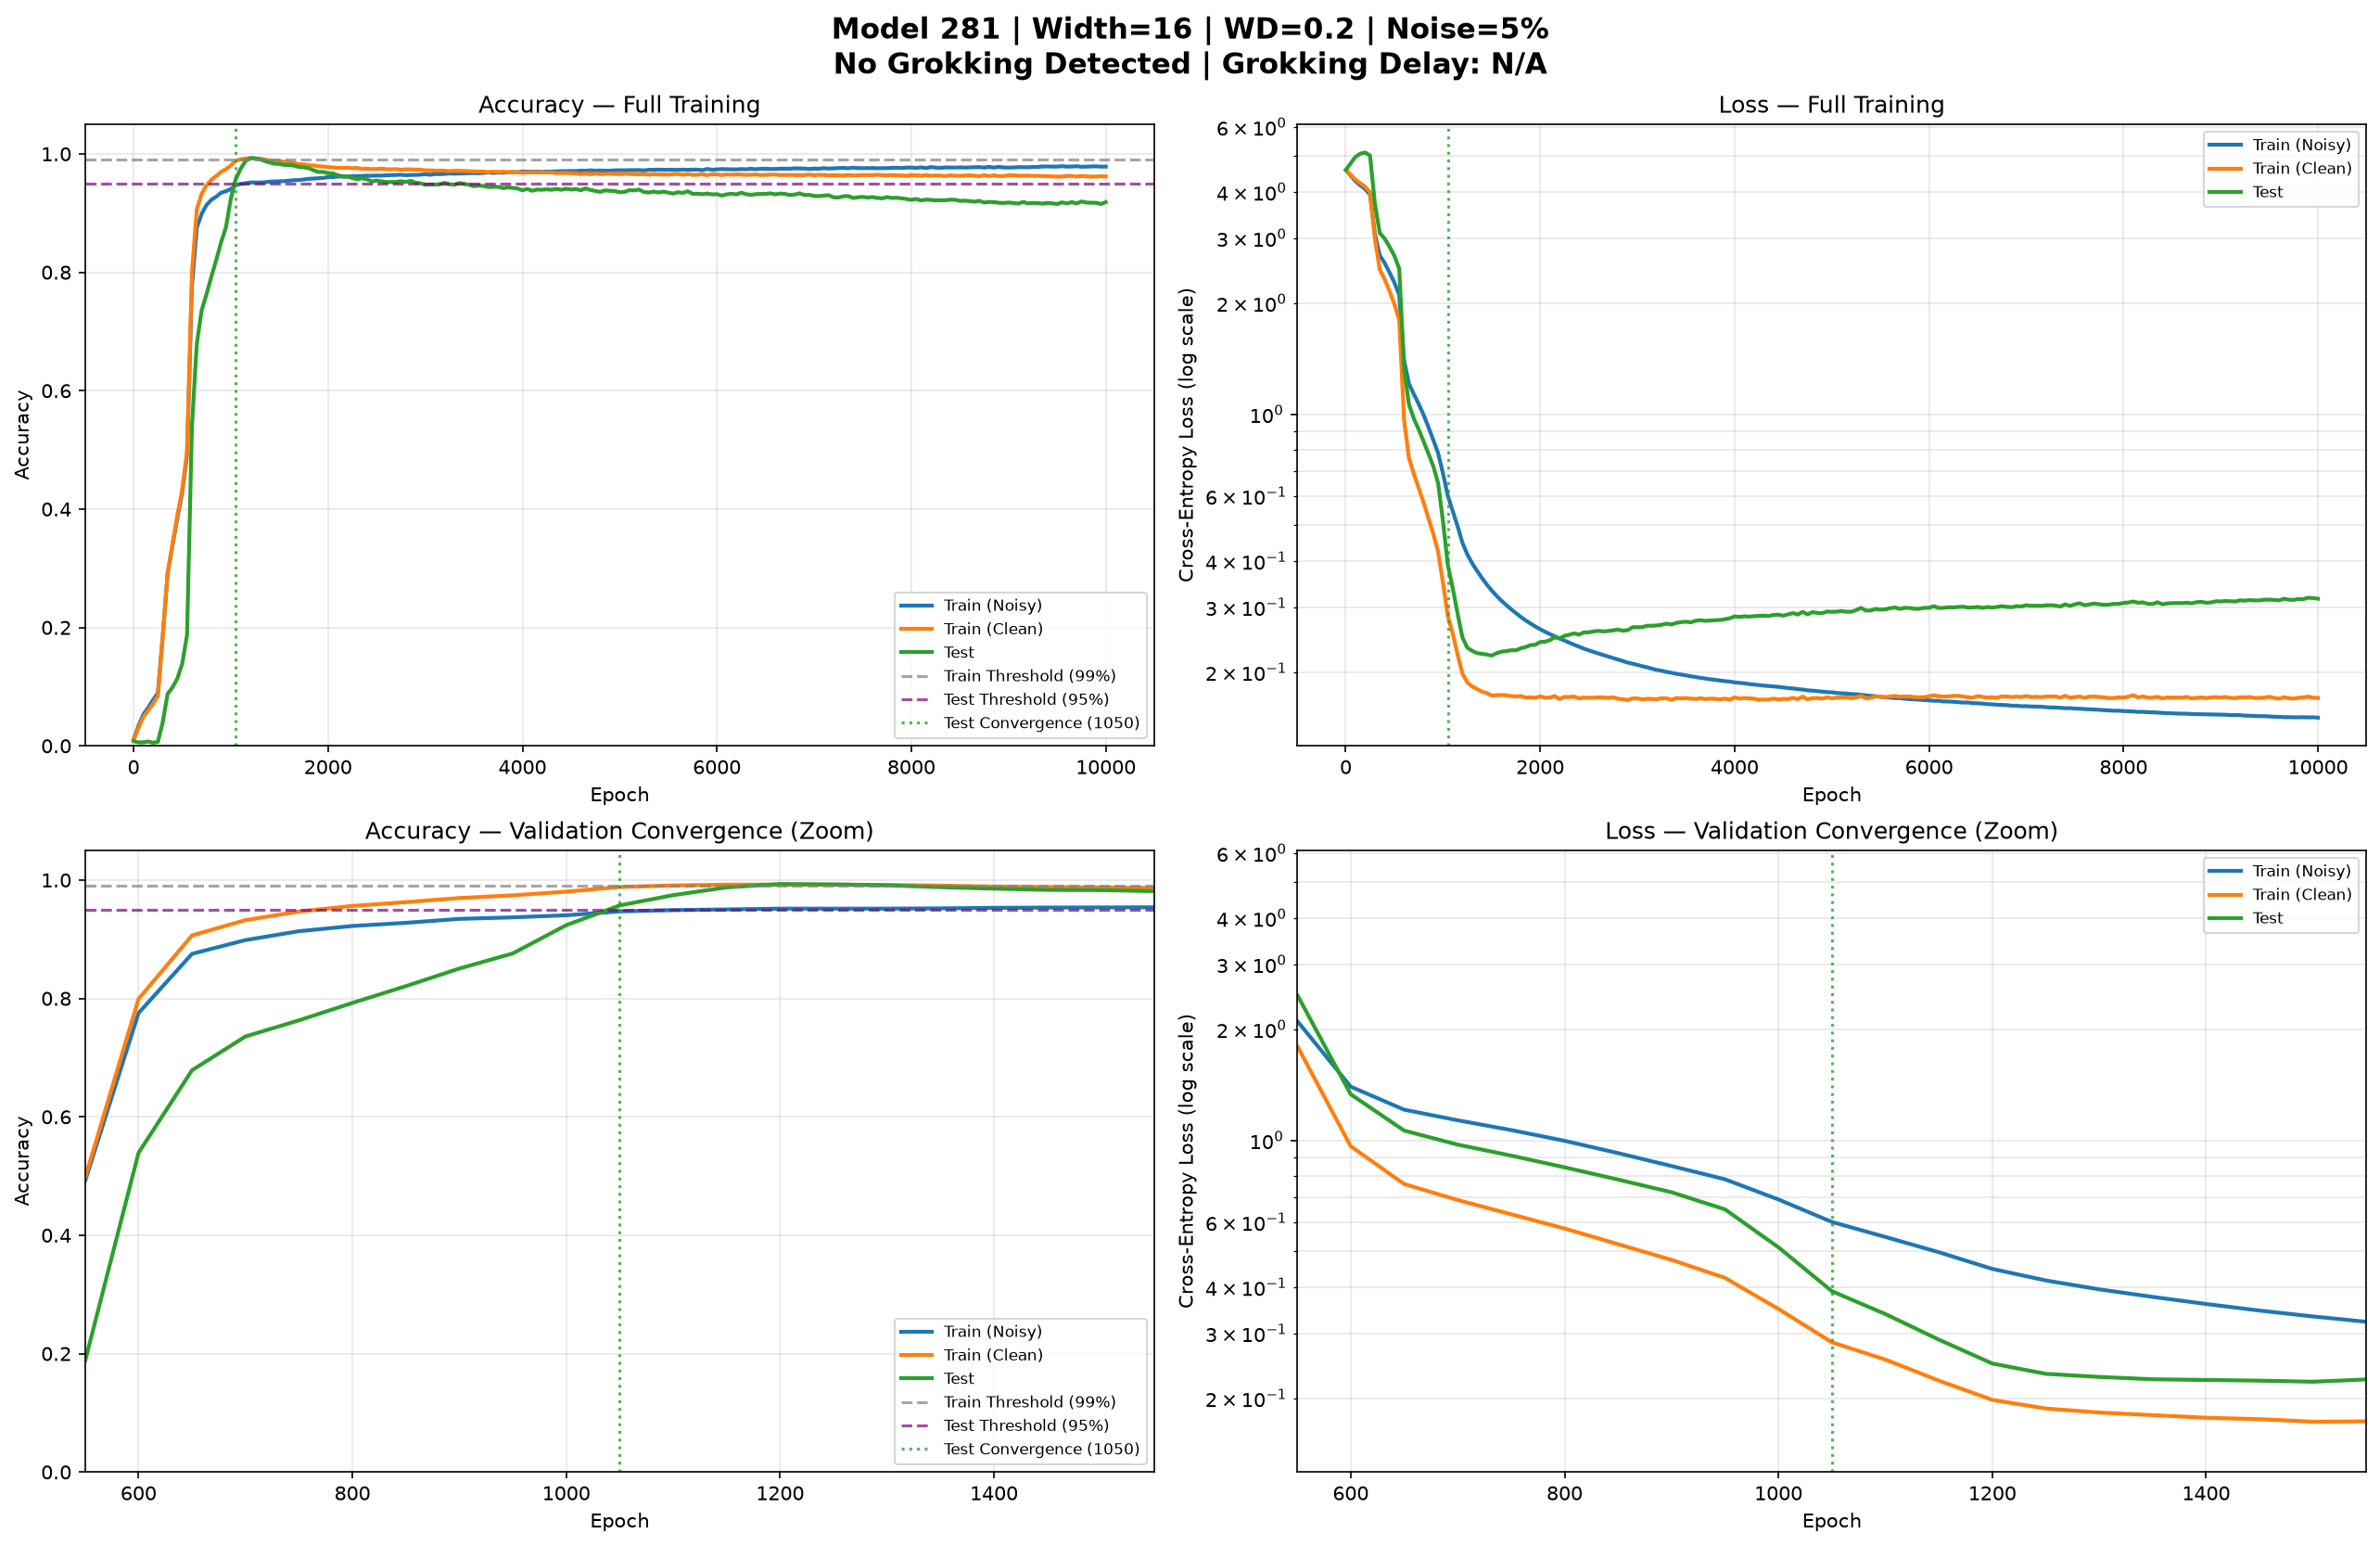 Model 281 | Width=16 | WD=0.2 | Noise=5%
No Grokking Detected | Grokking Delay: N/A
Accuracy — Full Training
Accuracy
1.0
0.8
0.6
0.4
0.2
0.0
0 2000 4000 6000 8000 10000
Epoch
Train (Noisy)
Train (Clean)
Test
Train Threshold (99%)
Test Threshold (95%)
Test Convergence (1050)
Loss — Full Training
Cross-Entropy Loss (log scale)
6 × 10⁰
4 × 10⁰
3 × 10⁰
2 × 10⁰
10⁰
6 × 10⁻¹
4 × 10⁻¹
3 × 10⁻¹
2 × 10⁻¹
0 2000 4000 6000 8000 10000
Epoch
Train (Noisy)
Train (Clean)
Test
Accuracy — Validation Convergence (Zoom)
Accuracy
1.0
0.8
0.6
0.4
0.2
0.0
600 800 1000 1200 1400
Epoch
Train (Noisy)
Train (Clean)
Test
Train Threshold (99%)
Test Threshold (95%)
Test Convergence (1050)
Loss — Validation Convergence (Zoom)
Cross-Entropy Loss (log scale)
6 × 10⁰
4 × 10⁰
3 × 10⁰
2 × 10⁰
10⁰
6 × 10⁻¹
4 × 10⁻¹
3 × 10⁻¹
2 × 10⁻¹
600 800 1000 1200 1400
Epoch
Train (Noisy)
Train (Clean)
Test